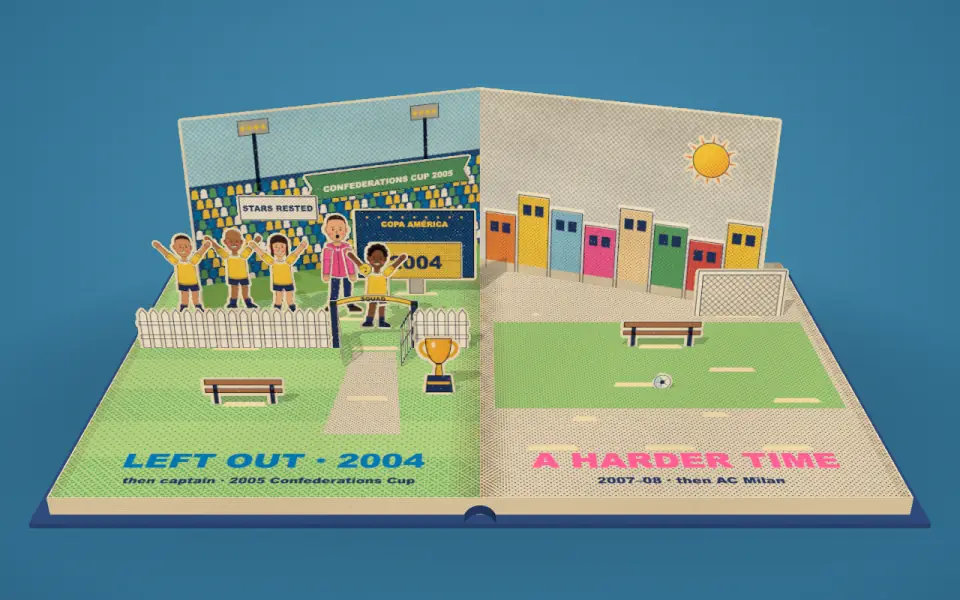 CONFEDERATIONS CUP 2005
STARS RESTED
COPA AMÉRICA
2004
SQUAD
LEFT OUT · 2004
then captain · 2005 Confederations Cup
A HARDER TIME
2007–08 · then AC Milan